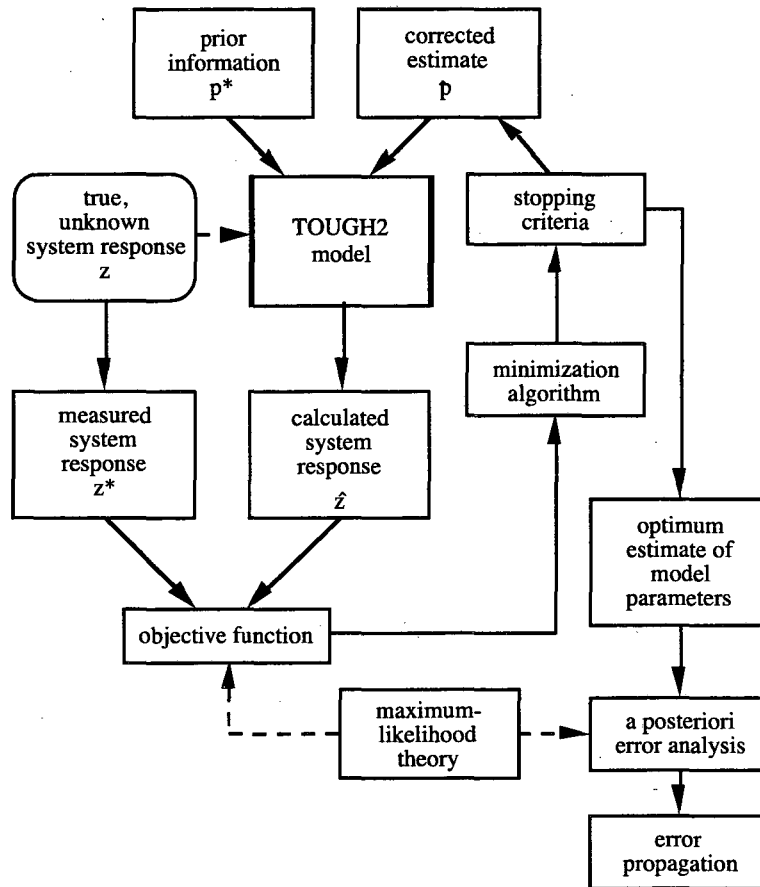 prior
information
p*
corrected
estimate
p̂
true,
unknown
system response
z
TOUGH2
model
stopping
criteria
minimization
algorithm
measured
system
response
z*
calculated
system
response
ẑ
optimum
estimate of
model
parameters
objective function
maximum-
likelihood
theory
a posteriori
error analysis
error
propagation